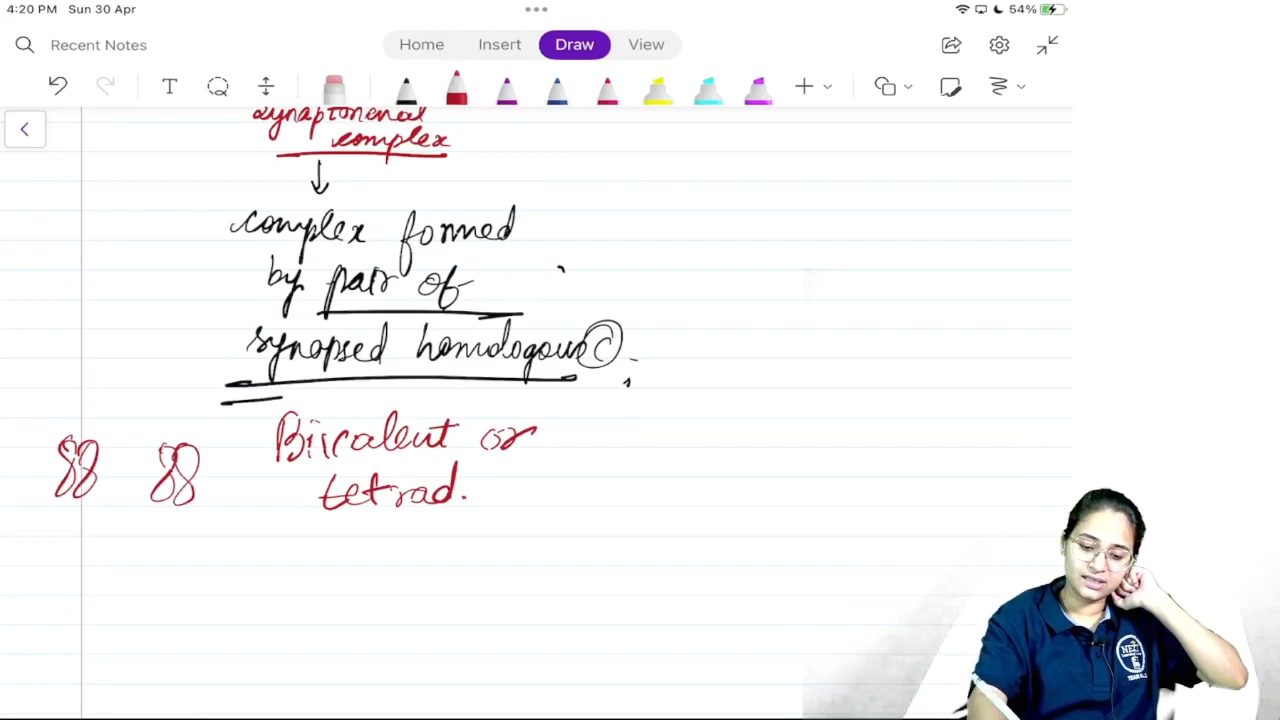 4:20 PM Sun 30 Apr
54%
Recent Notes
Home Insert Draw View
synaptonemal
complex
complex formed
by pair of
synapsed homologous C
Bivalent or
tetrad.